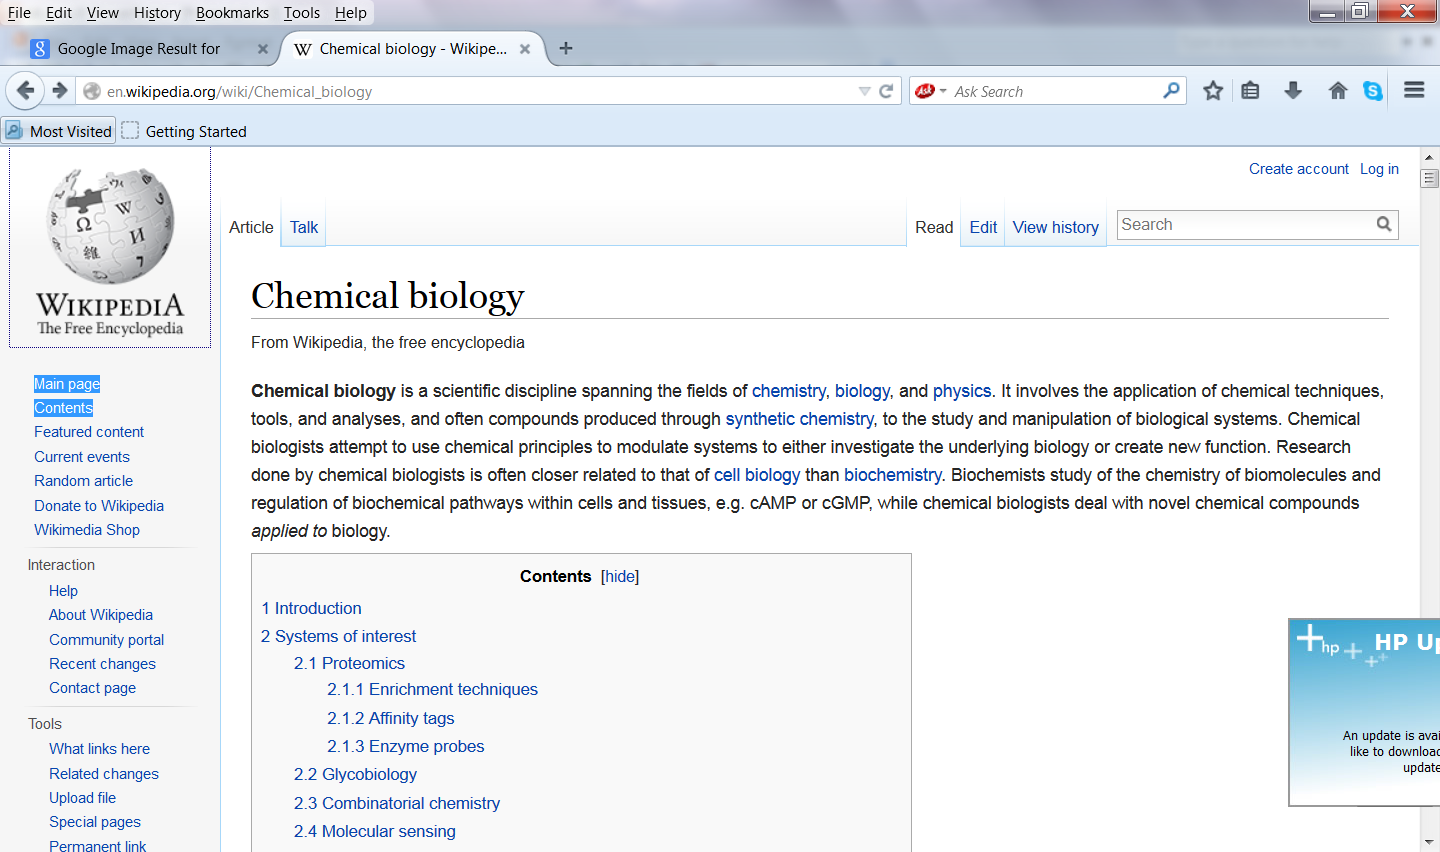 File Edit View History Bookmarks Tools Help
Google Image Result for
Chemical biology - Wikipe...
en.wikipedia.org/wiki/Chemical_biology
Ask Ask Search
Most Visited Getting Started
WIKIPEDIA
The Free Encyclopedia
Main page
Contents
Featured content
Current events
Random article
Donate to Wikipedia
Wikimedia Shop
Interaction
Help
About Wikipedia
Community portal
Recent changes
Contact page
Tools
What links here
Related changes
Upload file
Special pages
Permanent link
Create account Log in
Article Talk Read Edit View history Search
Chemical biology
From Wikipedia, the free encyclopedia
Chemical biology is a scientific discipline spanning the fields of chemistry, biology, and physics. It involves the application of chemical techniques,
tools, and analyses, and often compounds produced through synthetic chemistry, to the study and manipulation of biological systems. Chemical
biologists attempt to use chemical principles to modulate systems to either investigate the underlying biology or create new function. Research
done by chemical biologists is often closer related to that of cell biology than biochemistry. Biochemists study of the chemistry of biomolecules and
regulation of biochemical pathways within cells and tissues, e.g. cAMP or cGMP, while chemical biologists deal with novel chemical compounds
applied to biology.
Contents [hide]
1 Introduction
2 Systems of interest
2.1 Proteomics
2.1.1 Enrichment techniques
2.1.2 Affinity tags
2.1.3 Enzyme probes
2.2 Glycobiology
2.3 Combinatorial chemistry
2.4 Molecular sensing
hp HP Up
An update is avai
like to download
update